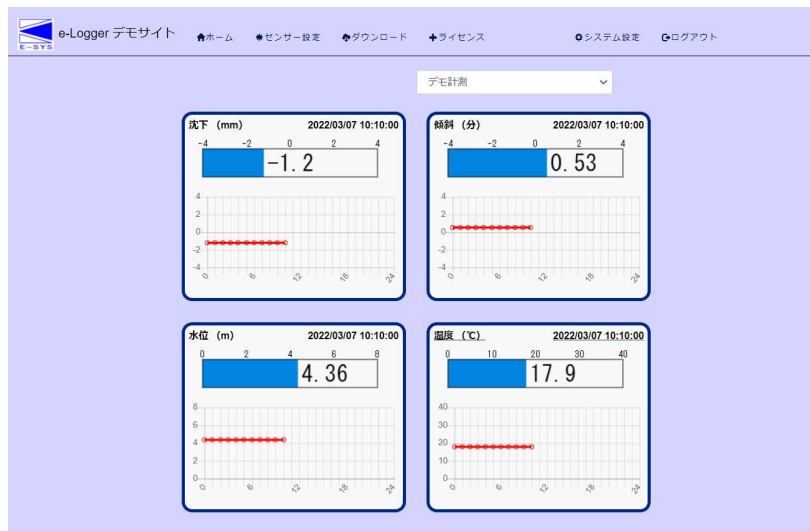 E-SYS
e-Logger デモサイト
ホーム
センサー設定
ダウンロード
ライセンス
システム設定
ログアウト
デモ計測
沈下 (mm) 2022/03/07 10:10:00
-4 -2 0 2 4
-1.2
4
2
0
-2
-4
0 6 12 18 24
傾斜 (分) 2022/03/07 10:10:00
-4 -2 0 2 4
0.53
4
2
0
-2
-4
0 6 12 18 24
水位 (m) 2022/03/07 10:10:00
0 2 4 6 8
4.36
8
6
4
2
0
0 6 12 18 24
温度 (℃) 2022/03/07 10:10:00
0 10 20 30 40
17.9
40
30
20
10
0
0 6 12 18 24